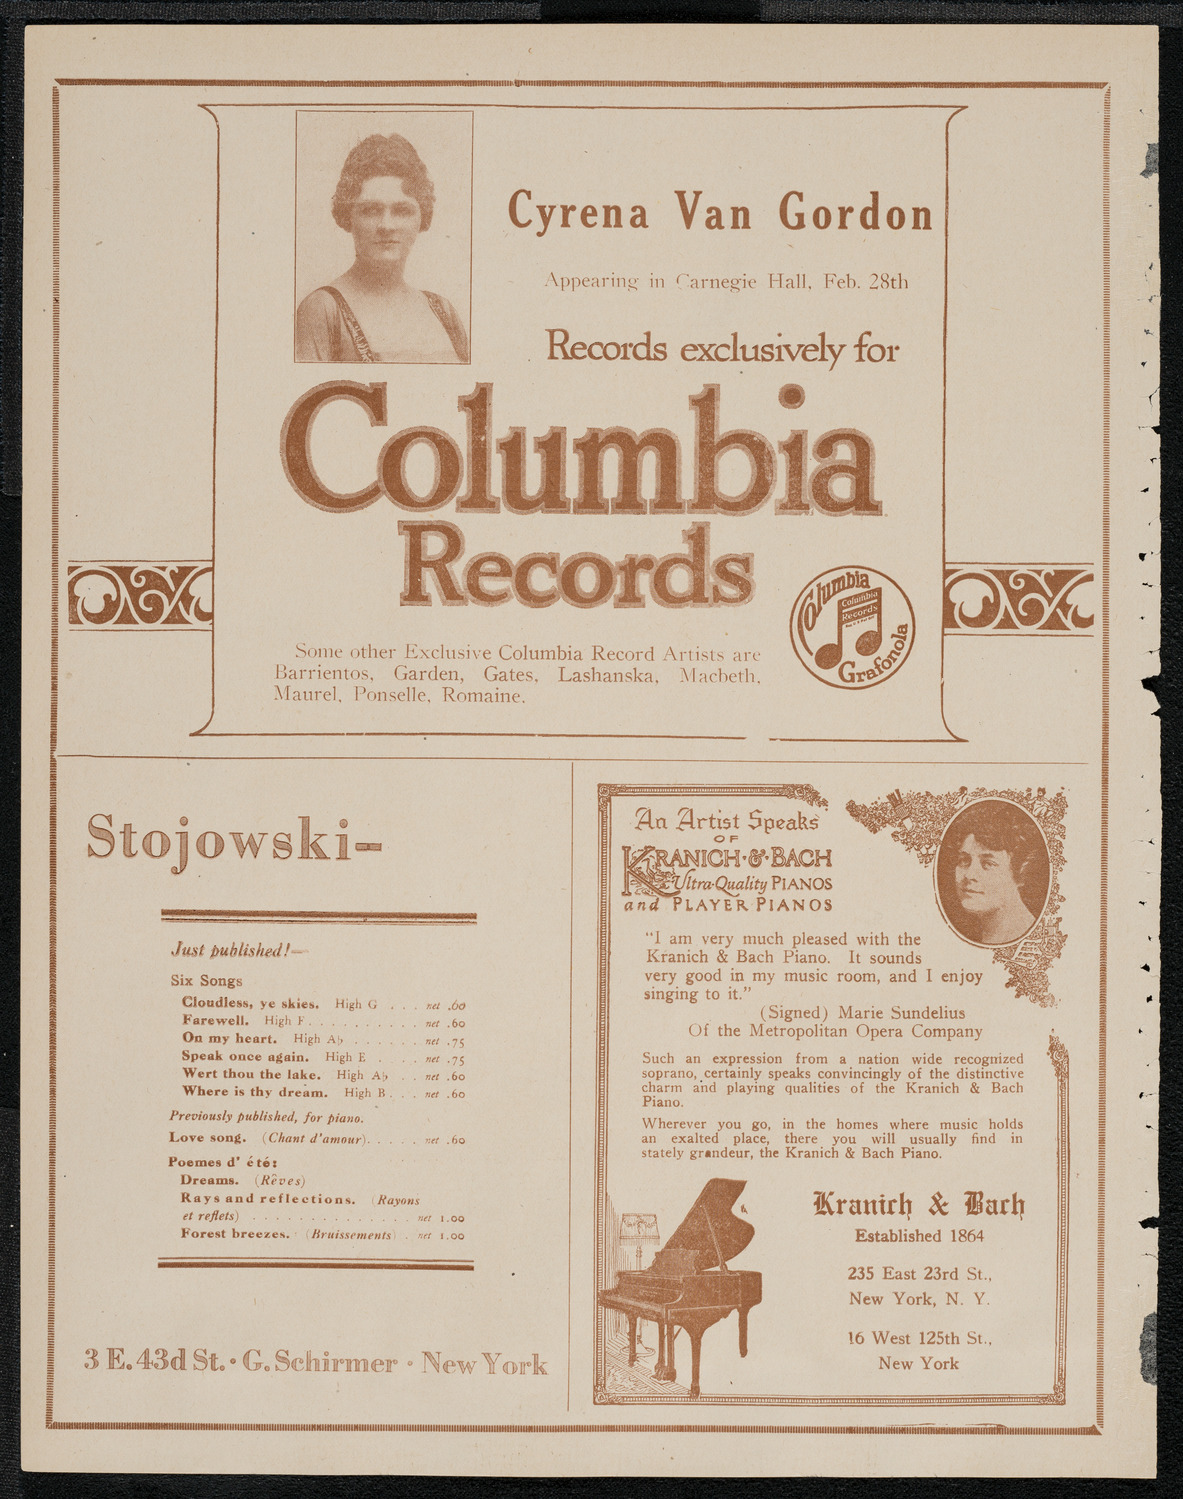 Cyrena Van Gordon
Appearing in Carnegie Hall, Feb. 28th
Records exclusively for
Columbia
Records
Columbia
Columbia
Records
Grafonola
Some other Exclusive Columbia Record Artists are
Barrientos, Garden, Gates, Lashanska, Macbeth,
Maurel, Ponselle, Romaine.
Stojowski-
Just published!—
Six Songs
Cloudless, ye skies. High G . . . net .60
Farewell. High F . . . . . . . . . . net .60
On my heart. High A♭ . . . . . . net .75
Speak once again. High E . . . . net .75
Wert thou the lake. High A♭ . . net .60
Where is thy dream. High B . . . net .60
Previously published, for piano.
Love song. (Chant d'amour). . . . . net .60
Poemes d' été:
Dreams. (Rêves)
Rays and reflections. (Rayons
et reflets) . . . . . . . . . . . . . net 1.00
Forest breezes. (Bruissements) . net 1.00
3 E. 43d St. · G. Schirmer · New York
An Artist Speaks
OF
KRANICH·&·BACH
Ultra-Quality PIANOS
and PLAYER PIANOS
"I am very much pleased with the
Kranich & Bach Piano. It sounds
very good in my music room, and I enjoy
singing to it."
(Signed) Marie Sundelius
Of the Metropolitan Opera Company
Such an expression from a nation wide recognized
soprano, certainly speaks convincingly of the distinctive
charm and playing qualities of the Kranich & Bach
Piano.
Wherever you go, in the homes where music holds
an exalted place, there you will usually find in
stately grandeur, the Kranich & Bach Piano.
Kranich & Bach
Established 1864
235 East 23rd St.,
New York, N. Y.
16 West 125th St.,
New York